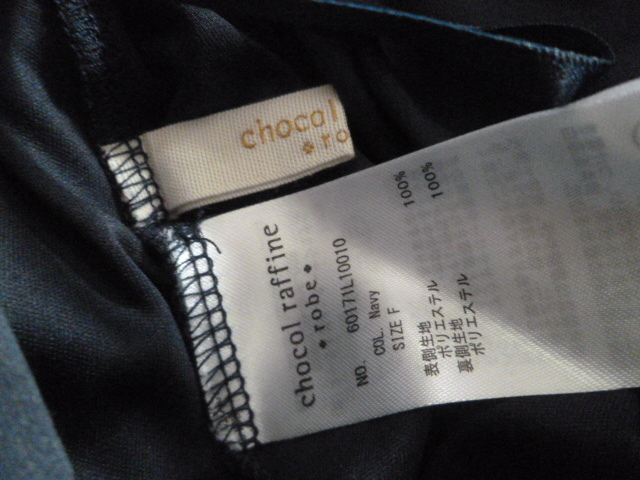 chocol
◆ro
chocol raffine
◆robe◆
NO. 60171L10010
COL. Navy
SIZE F
表側生地
ポリエステル 100%
裏側生地
ポリエステル 100%